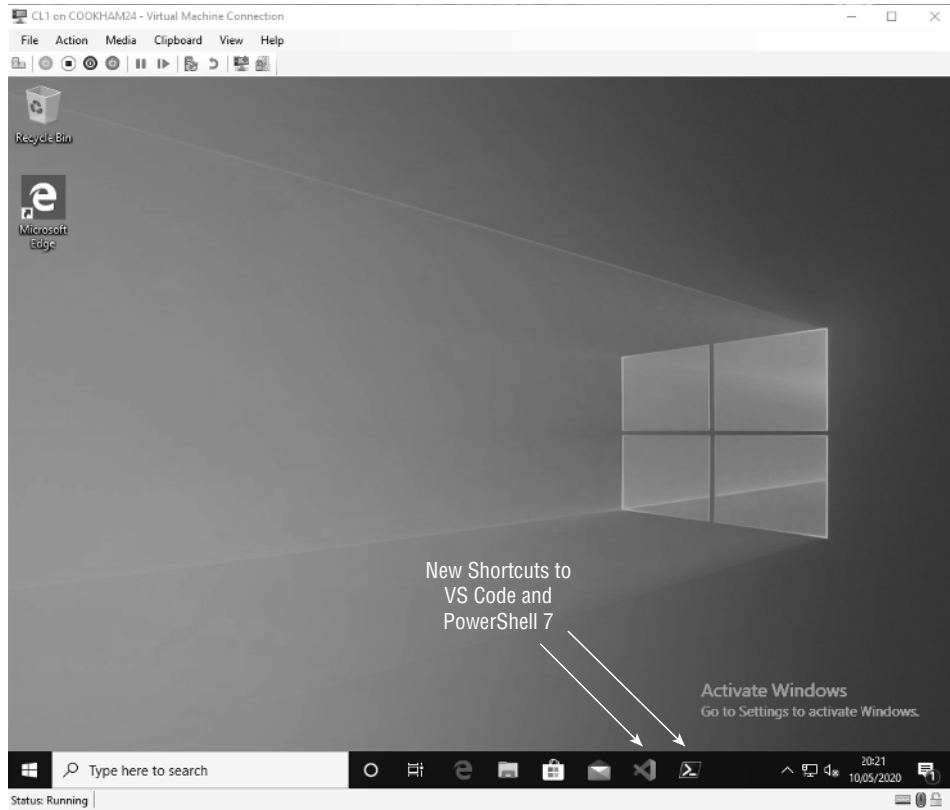 CL1 on COOKHAM24 - Virtual Machine Connection
File Action Media Clipboard View Help
Recycle Bin
Microsoft
Edge
New Shortcuts to
VS Code and
PowerShell 7
Activate Windows
Go to Settings to activate Windows.
Type here to search
20:21
10/05/2020
1
Status: Running